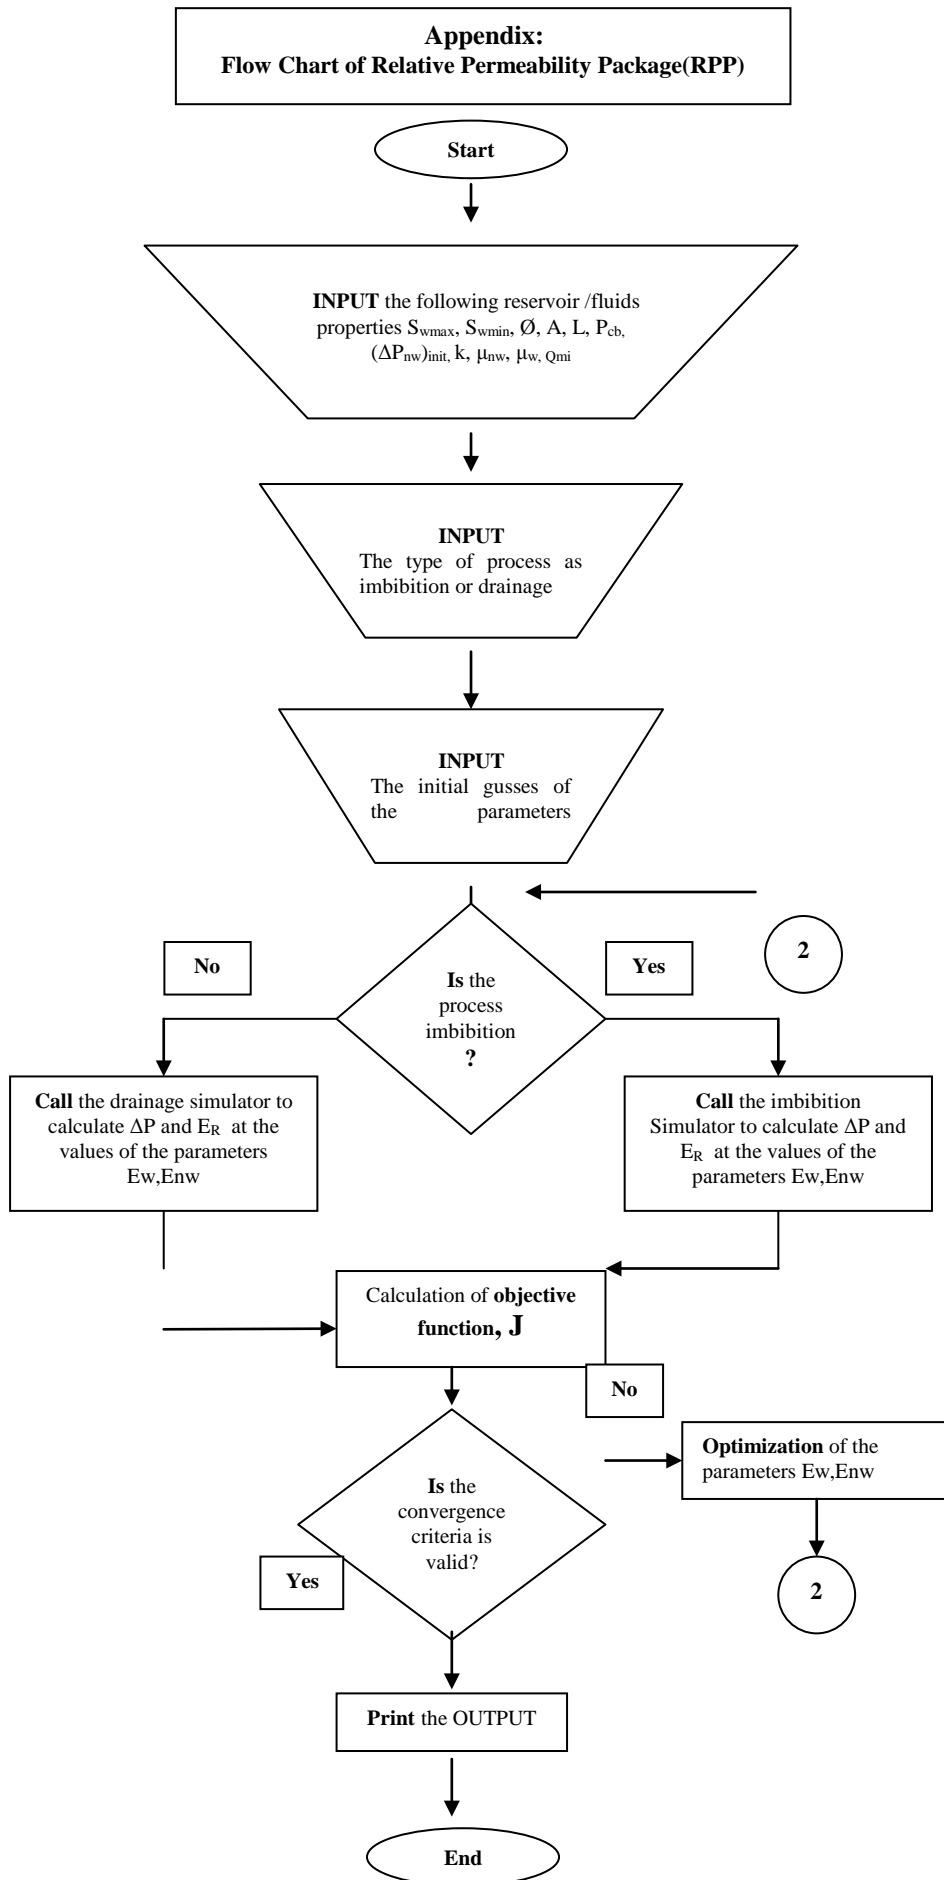 Appendix:
Flow Chart of Relative Permeability Package(RPP)
Start
INPUT the following reservoir /fluids
properties Swmax, Swmin, Ø, A, L, Pcb,
(ΔPnw)init, k, μnw, μw, Qmi
INPUT
The type of process as
imbibition or drainage
INPUT
The initial gusses of
the parameters
2
No
Yes
Is the
process
imbibition
?
Call the drainage simulator to
calculate ΔP and ER at the
values of the parameters
Ew,Enw
Call the imbibition
Simulator to calculate ΔP and
ER at the values of the
parameters Ew,Enw
Calculation of objective
function, J
No
Optimization of the
parameters Ew,Enw
Is the
convergence
criteria is
valid?
Yes
2
Print the OUTPUT
End